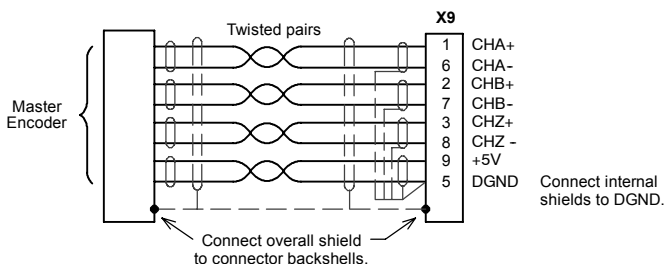 X9
Twisted pairs
1 CHA+
6 CHA-
2 CHB+
7 CHB-
3 CHZ+
8 CHZ -
9 +5V
5 DGND
Master
Encoder
Connect internal
shields to DGND.
Connect overall shield
to connector backshells.